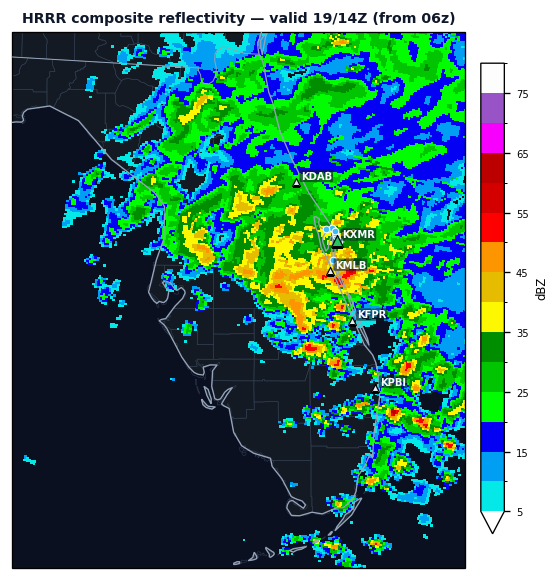 HRRR composite reflectivity — valid 19/14Z (from 06z)
KDAB
KXMR
KMLB
KFPR
KPBI
75
65
55
45
35
25
15
5
dBZ